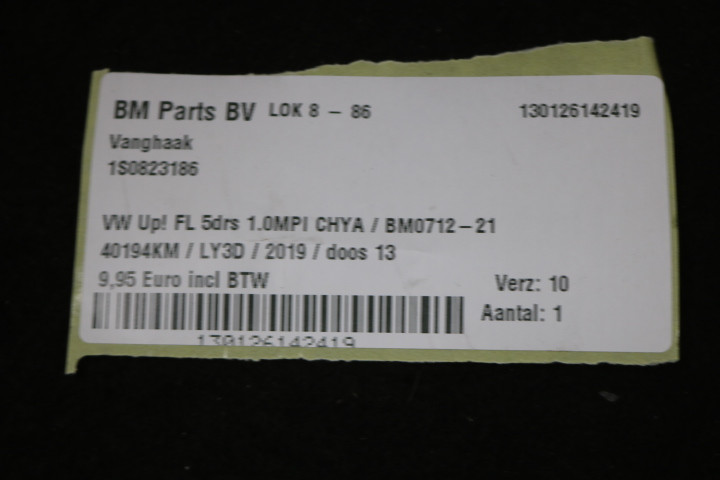 BM Parts BV LOK 8 - 86 130126142419
Vanghaak
1S0823186
VW Up! FL 5drs 1.0MPI CHYA / BM0712-21
40194KM / LY3D / 2019 / doos 13
9,95 Euro incl BTW
Verz: 10
Aantal: 1
130126142419